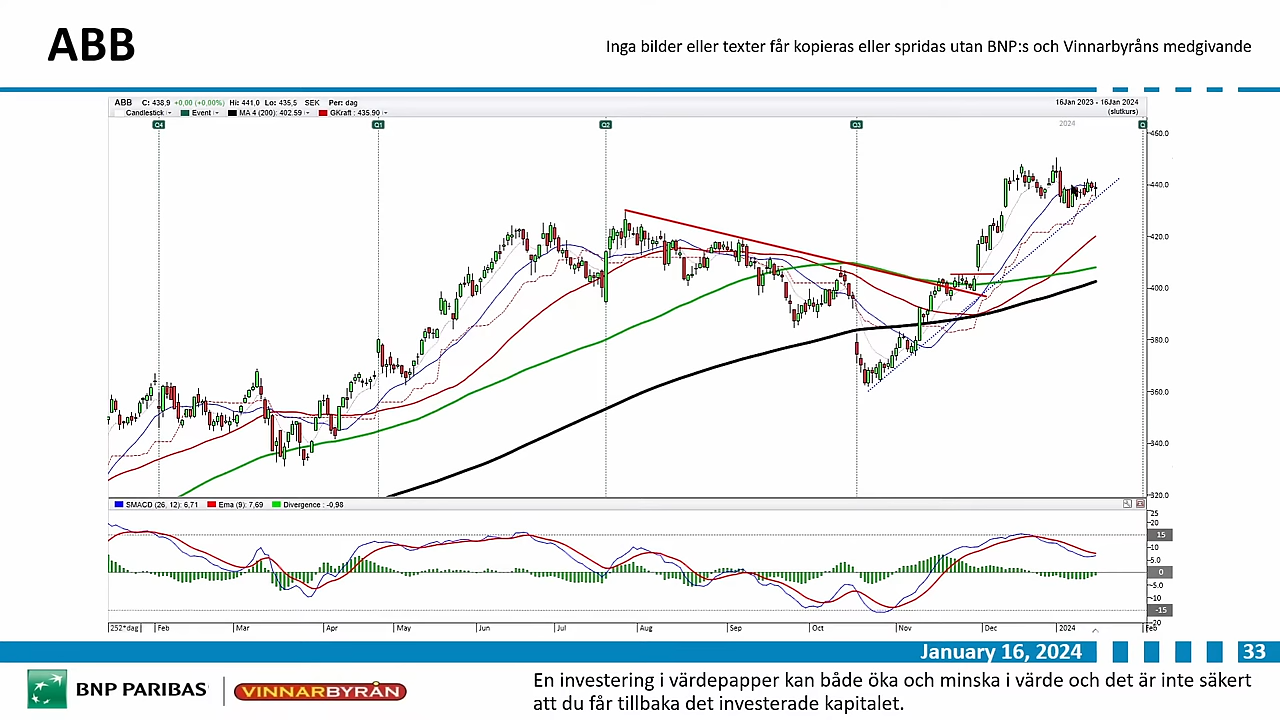 ABB
Inga bilder eller texter får kopieras eller spridas utan BNP:s och Vinnarbyråns medgivande
ABB C: 438,9 +0,00 (+0,00%) Hi: 441,0 Lo: 435,5 SEK Per: dag
16Jan 2023 - 16Jan 2024
Candlestick Event MA 4 (200): 402.59 GKraft : 435.90
(slutkurs)
Q4 Q1 Q2 Q3 Q
2024
460.0
440.0
420.0
400.0
380.0
360.0
340.0
320.0
SMACD (26, 12): 6,71 Ema (9): 7,69 Divergence : -0,98
25
20
15
10
5.0
0
-5.0
-10
-15
-20
252*dag Feb Mar Apr May Jun Jul Aug Sep Oct Nov Dec 2024 Feb
January 16, 2024 33
BNP PARIBAS VINNARBYRÅN
En investering i värdepapper kan både öka och minska i värde och det är inte säkert
att du får tillbaka det investerade kapitalet.